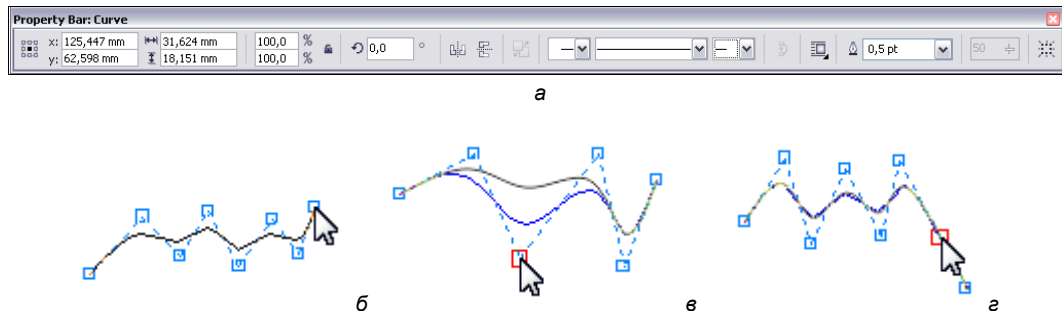 Property Bar: Curve
x: 125,447 mm 31,624 mm 100,0 % 0,0 ° 0,5 pt 50
y: 62,598 mm 18,151 mm 100,0 %
а
б в г